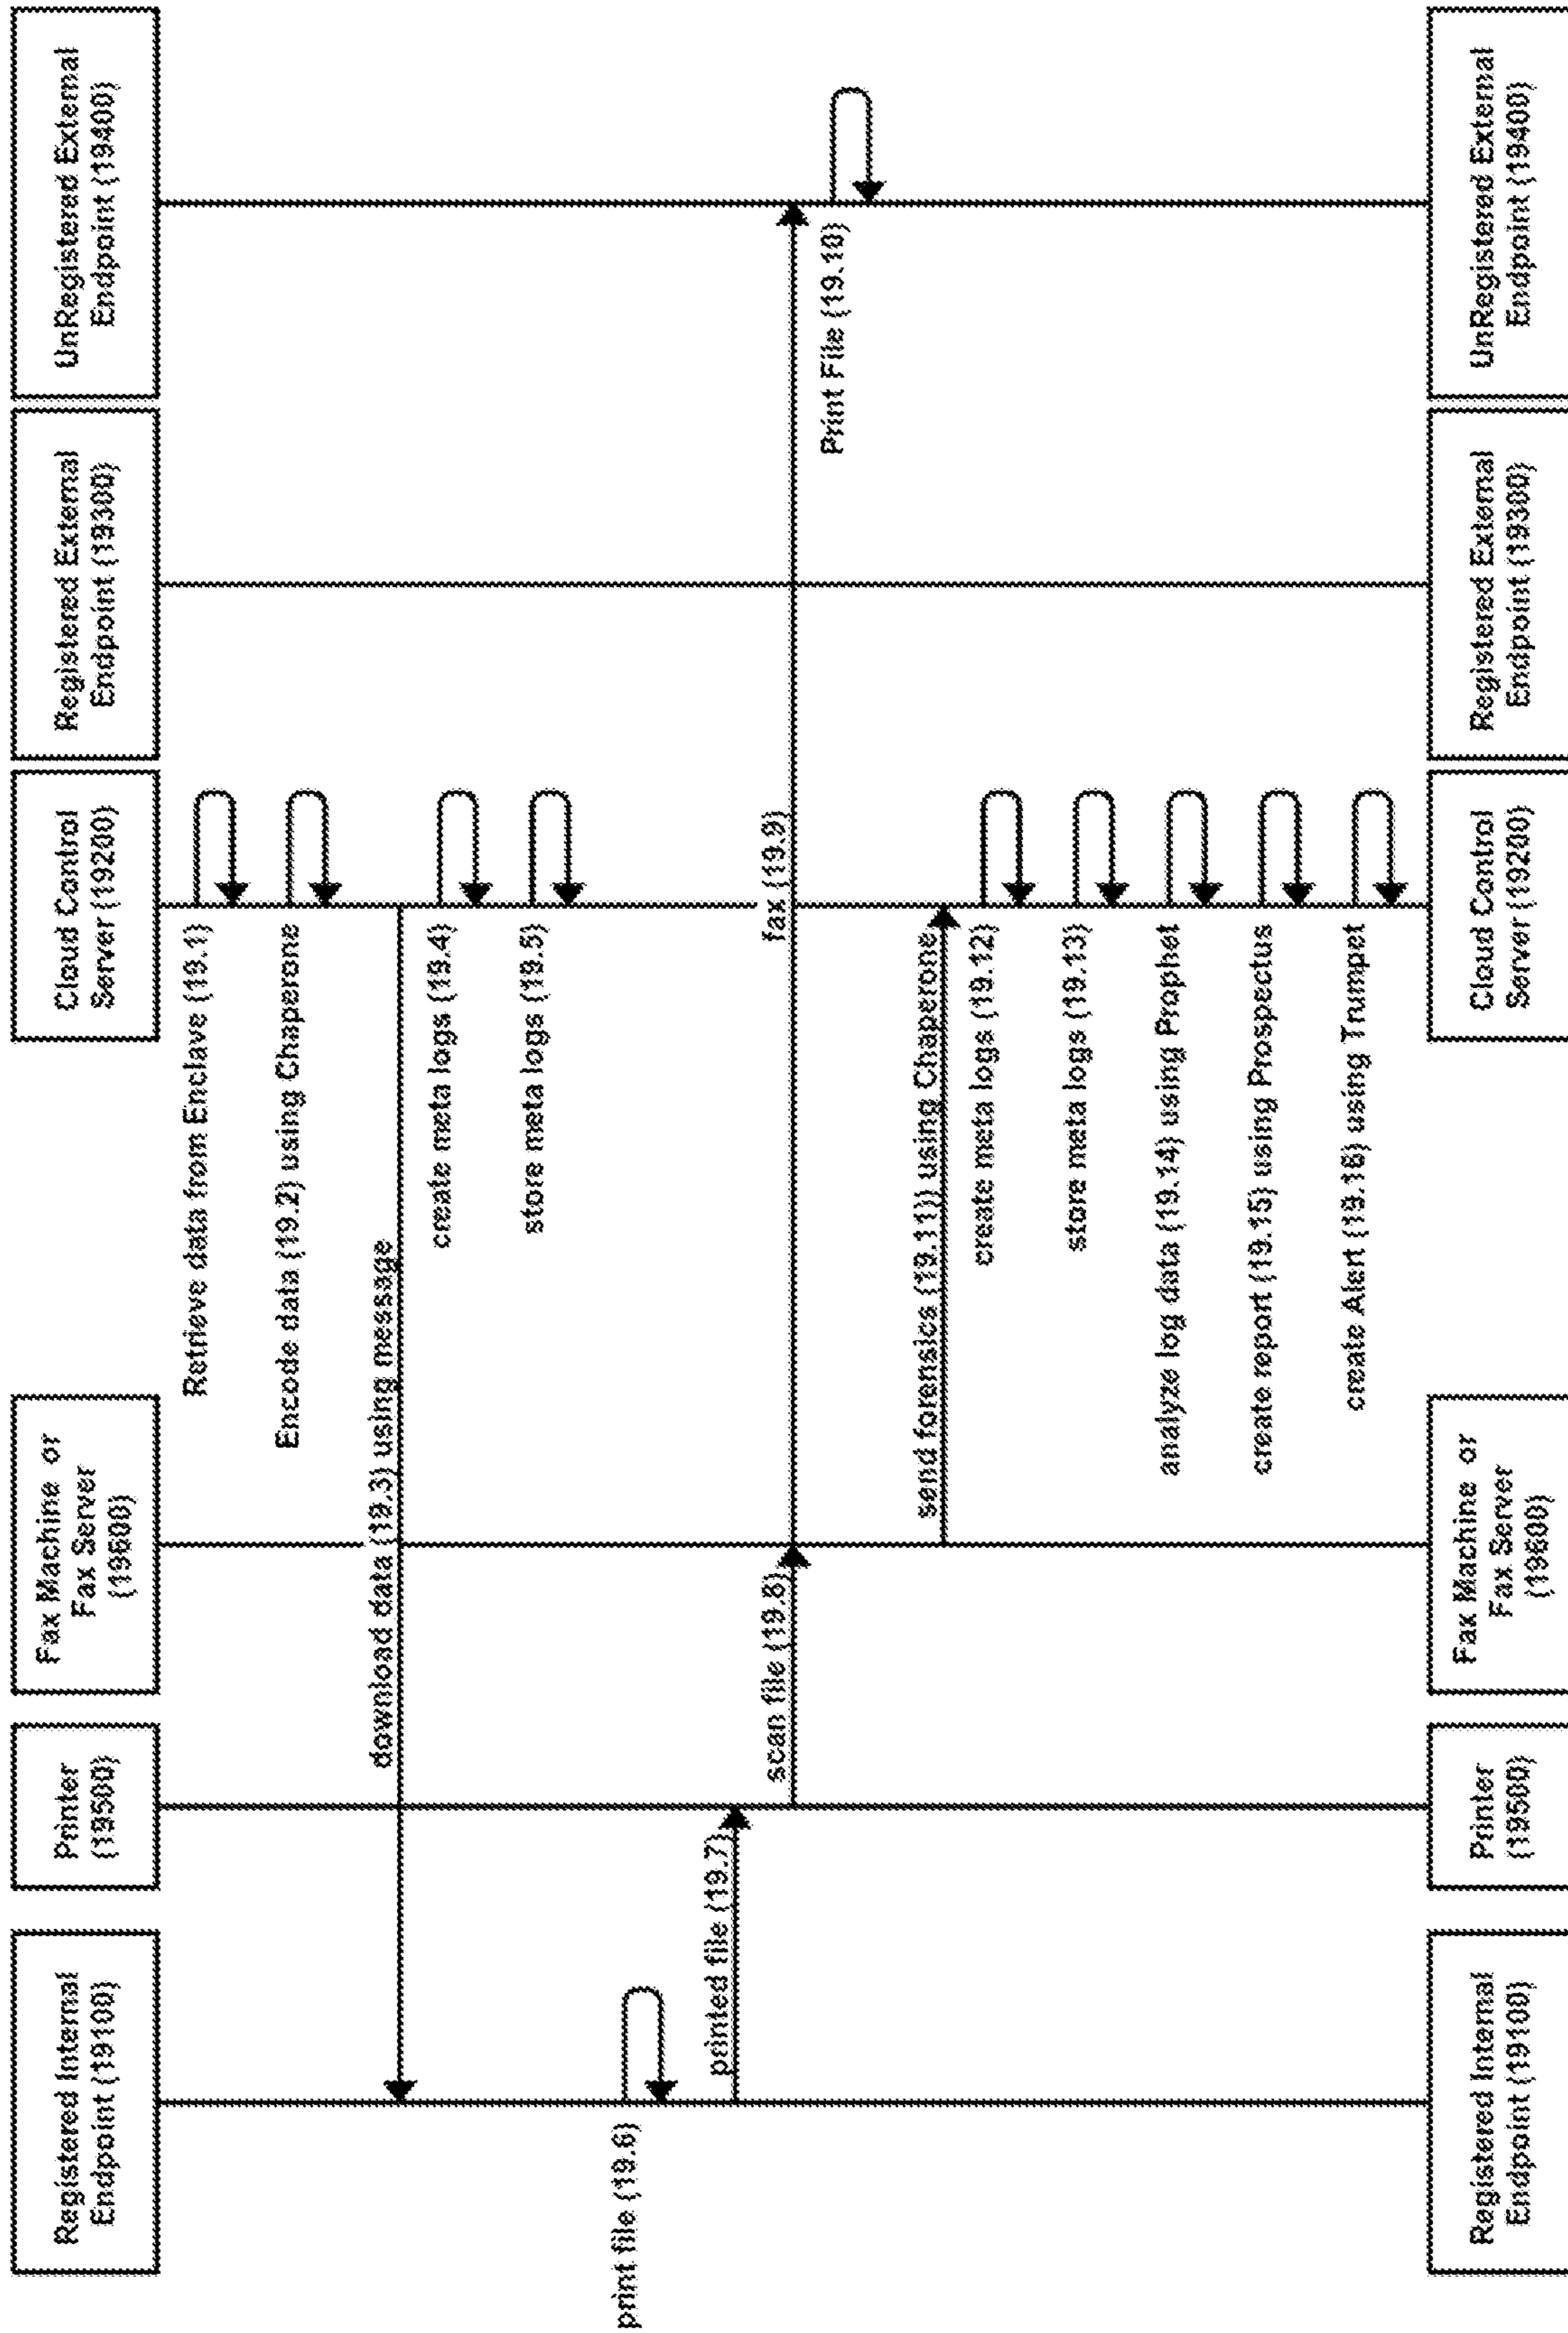 Registered Internal
Endpoint (19100)
Printer
(19500)
Fax Machine or
Fax Server
(19600)
Cloud Control
Server (19200)
Registered External
Endpoint (19300)
UnRegistered External
Endpoint (19400)
Retrieve data from Enclave (19.1)
Encode data (19.2) using Chaperone
download data (19.3) using message
create meta logs (19.4)
store meta logs (19.5)
print file (19.6)
printed file (19.7)
scan file (19.8)
fax (19.9)
Print File (19.10)
send forensics (19.11)) using Chaperone
create meta logs (19.12)
store meta logs (19.13)
analyze log data (19.14) using Prophet
create report (19.15) using Prospectus
create Alert (19.16) using Trumpet
Registered Internal
Endpoint (19100)
Printer
(19500)
Fax Machine or
Fax Server
(19600)
Cloud Control
Server (19200)
Registered External
Endpoint (19300)
UnRegistered External
Endpoint (19400)